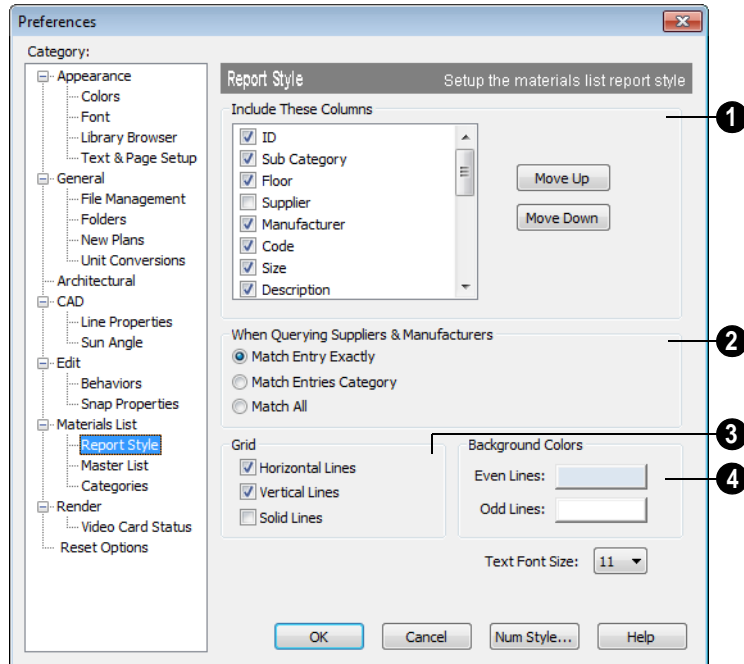 Preferences
Category:
Appearance
Colors
Font
Library Browser
Text & Page Setup
General
File Management
Folders
New Plans
Unit Conversions
Architectural
CAD
Line Properties
Sun Angle
Edit
Behaviors
Snap Properties
Materials List
Report Style
Master List
Categories
Render
Video Card Status
Reset Options
Report Style
Setup the materials list report style
Include These Columns
ID
Sub Category
Floor
Supplier
Manufacturer
Code
Size
Description
Move Up
Move Down
1
When Querying Suppliers & Manufacturers
Match Entry Exactly
Match Entries Category
Match All
2
Grid
Horizontal Lines
Vertical Lines
Solid Lines
3
Background Colors
Even Lines:
Odd Lines:
4
Text Font Size: 11
OK
Cancel
Num Style...
Help